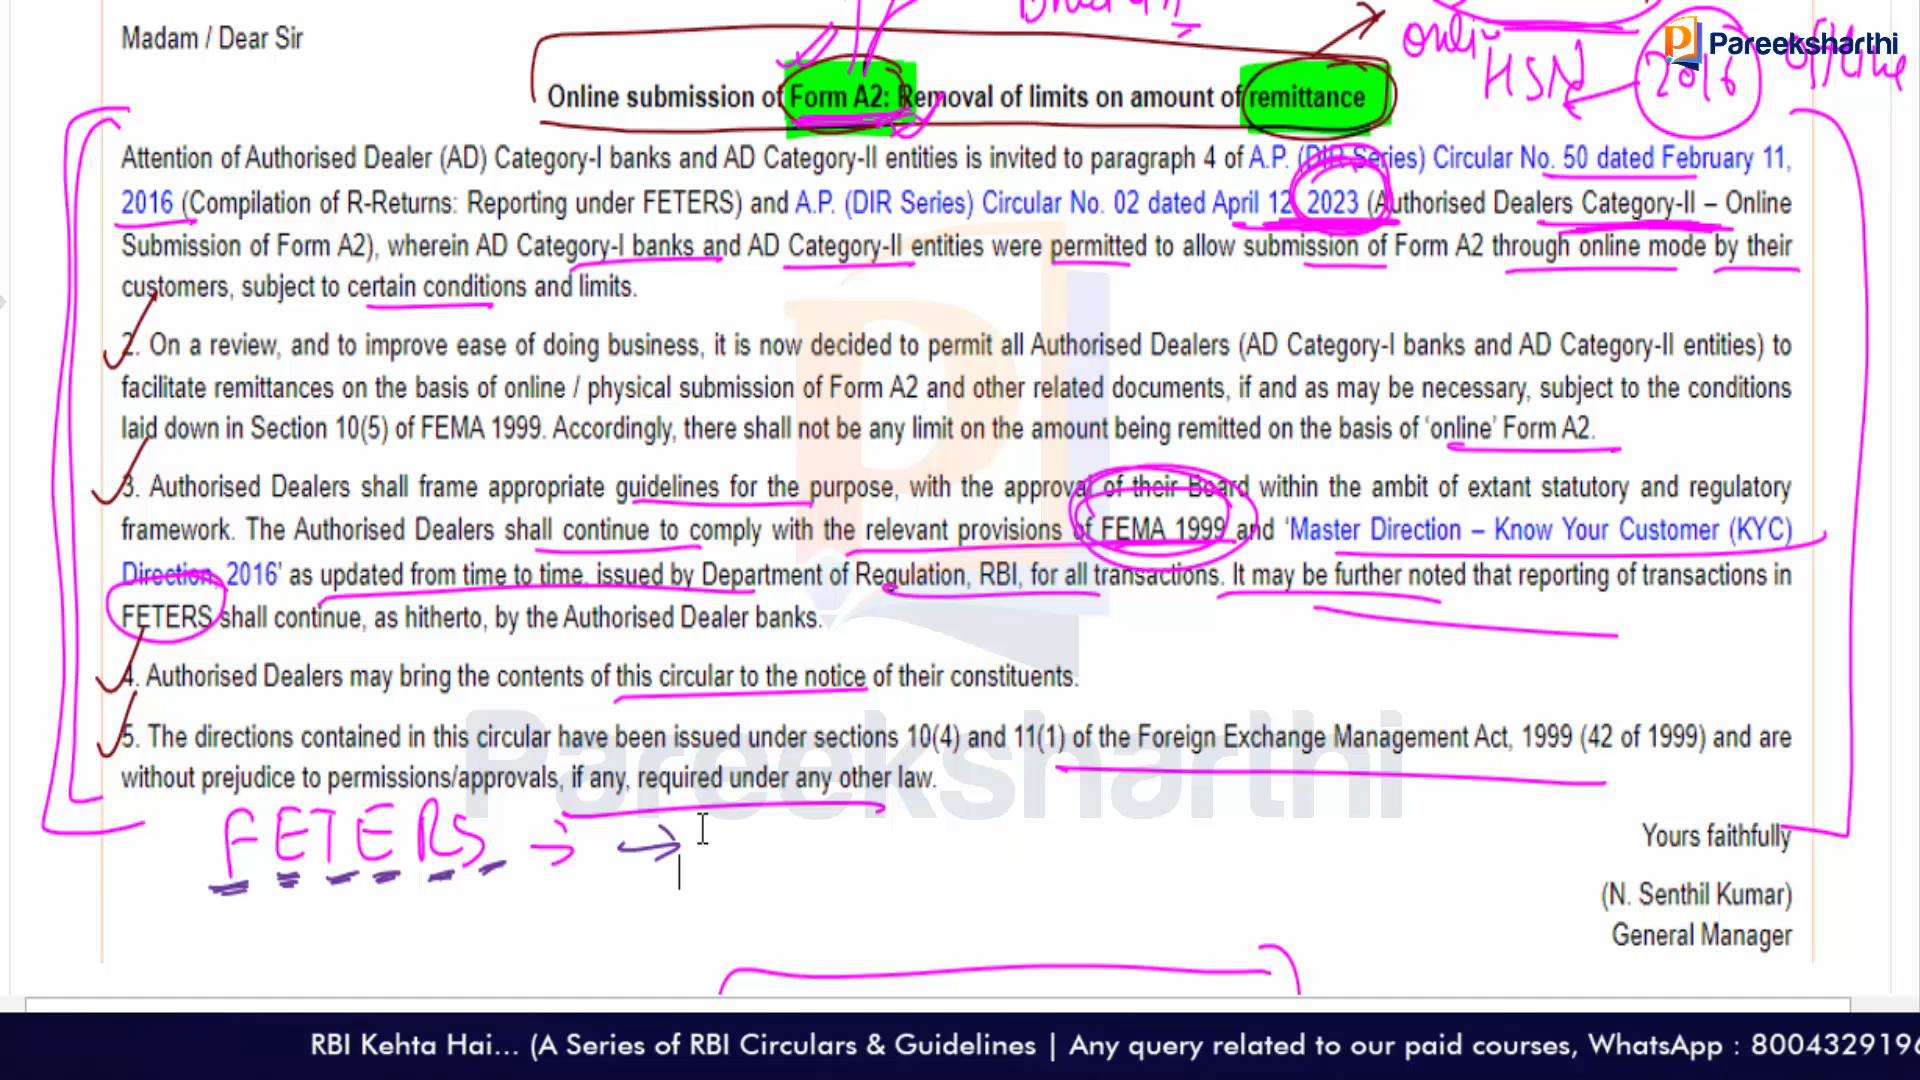 Madam / Dear Sir
onli
HSN
2016
Pareeksharthi
Online submission of Form A2: Removal of limits on amount of remittance
Attention of Authorised Dealer (AD) Category-I banks and AD Category-II entities is invited to paragraph 4 of A.P. (DIR Series) Circular No. 50 dated February 11,
2016 (Compilation of R-Returns: Reporting under FETERS) and A.P. (DIR Series) Circular No. 02 dated April 12, 2023 (Authorised Dealers Category-II – Online
Submission of Form A2), wherein AD Category-I banks and AD Category-II entities were permitted to allow submission of Form A2 through online mode by their
customers, subject to certain conditions and limits.
2. On a review, and to improve ease of doing business, it is now decided to permit all Authorised Dealers (AD Category-I banks and AD Category-II entities) to
facilitate remittances on the basis of online / physical submission of Form A2 and other related documents, if and as may be necessary, subject to the conditions
laid down in Section 10(5) of FEMA 1999. Accordingly, there shall not be any limit on the amount being remitted on the basis of ‘online’ Form A2.
3. Authorised Dealers shall frame appropriate guidelines for the purpose, with the approval of their Board within the ambit of extant statutory and regulatory
framework. The Authorised Dealers shall continue to comply with the relevant provisions of FEMA 1999 and ‘Master Direction – Know Your Customer (KYC)
Direction, 2016’ as updated from time to time, issued by Department of Regulation, RBI, for all transactions. It may be further noted that reporting of transactions in
FETERS shall continue, as hitherto, by the Authorised Dealer banks.
4. Authorised Dealers may bring the contents of this circular to the notice of their constituents.
Pareeksharthi
5. The directions contained in this circular have been issued under sections 10(4) and 11(1) of the Foreign Exchange Management Act, 1999 (42 of 1999) and are
without prejudice to permissions/approvals, if any, required under any other law.
FETERS
Yours faithfully
(N. Senthil Kumar)
General Manager
RBI Kehta Hai... (A Series of RBI Circulars & Guidelines | Any query related to our paid courses, WhatsApp : 8004329196